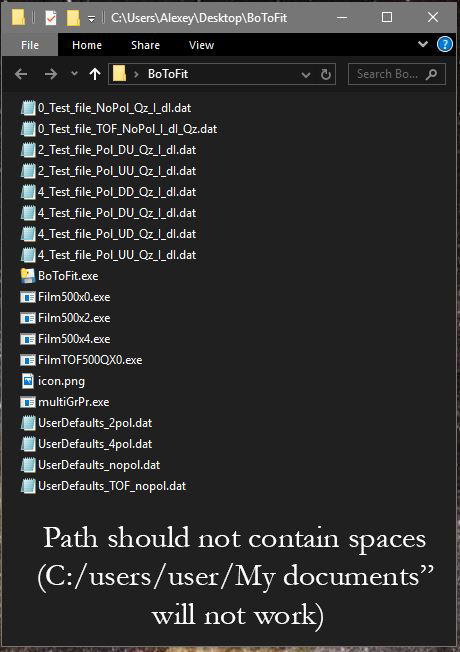 C:\Users\Alexey\Desktop\BoToFit
File Home Share View
BoToFit Search Bo...
0_Test_file_NoPol_Qz_I_dI.dat
0_Test_file_TOF_NoPol_I_dI_Qz.dat
2_Test_file_Pol_DU_Qz_I_dI.dat
2_Test_file_Pol_UU_Qz_I_dI.dat
4_Test_file_Pol_DD_Qz_I_dI.dat
4_Test_file_Pol_DU_Qz_I_dI.dat
4_Test_file_Pol_UD_Qz_I_dI.dat
4_Test_file_Pol_UU_Qz_I_dI.dat
BoToFit.exe
Film500x0.exe
Film500x2.exe
Film500x4.exe
FilmTOF500QX0.exe
icon.png
multiGrPr.exe
UserDefaults_2pol.dat
UserDefaults_4pol.dat
UserDefaults_nopol.dat
UserDefaults_TOF_nopol.dat
Path should not contain spaces
(C:/users/user/My documents”
will not work)